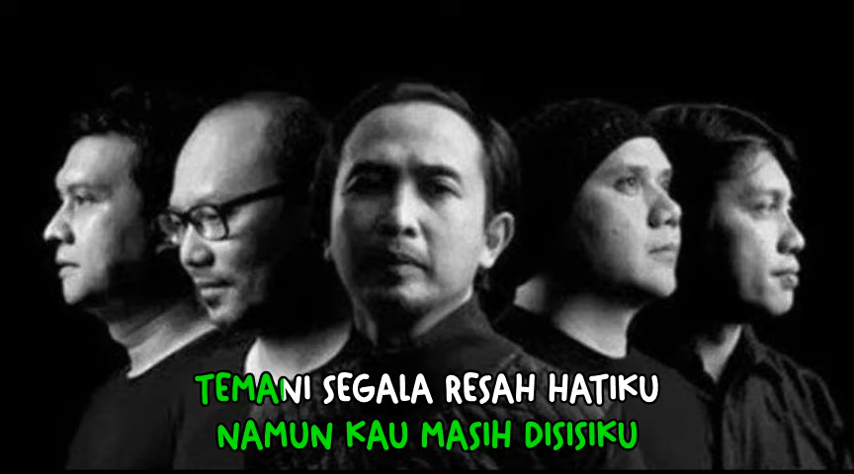 TEMANI SEGALA RESAH HATIKU
NAMUN KAU MASIH DISISIKU